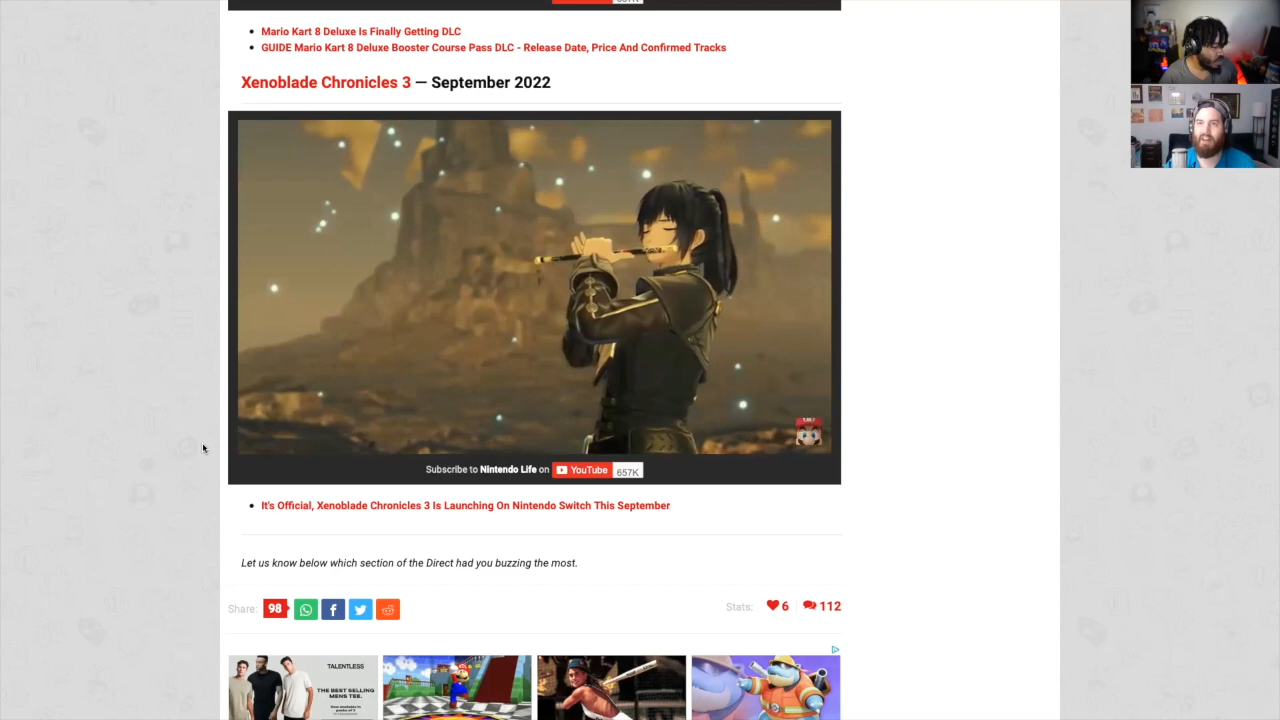 Mario Kart 8 Deluxe Is Finally Getting DLC
GUIDE Mario Kart 8 Deluxe Booster Course Pass DLC - Release Date, Price And Confirmed Tracks
Xenoblade Chronicles 3 — September 2022
Subscribe to Nintendo Life on YouTube 657K
It's Official, Xenoblade Chronicles 3 Is Launching On Nintendo Switch This September
Let us know below which section of the Direct had you buzzing the most.
Share: 98
Stats: 6 112
TALENTLESS
THE BEST SELLING
MENS TEE.